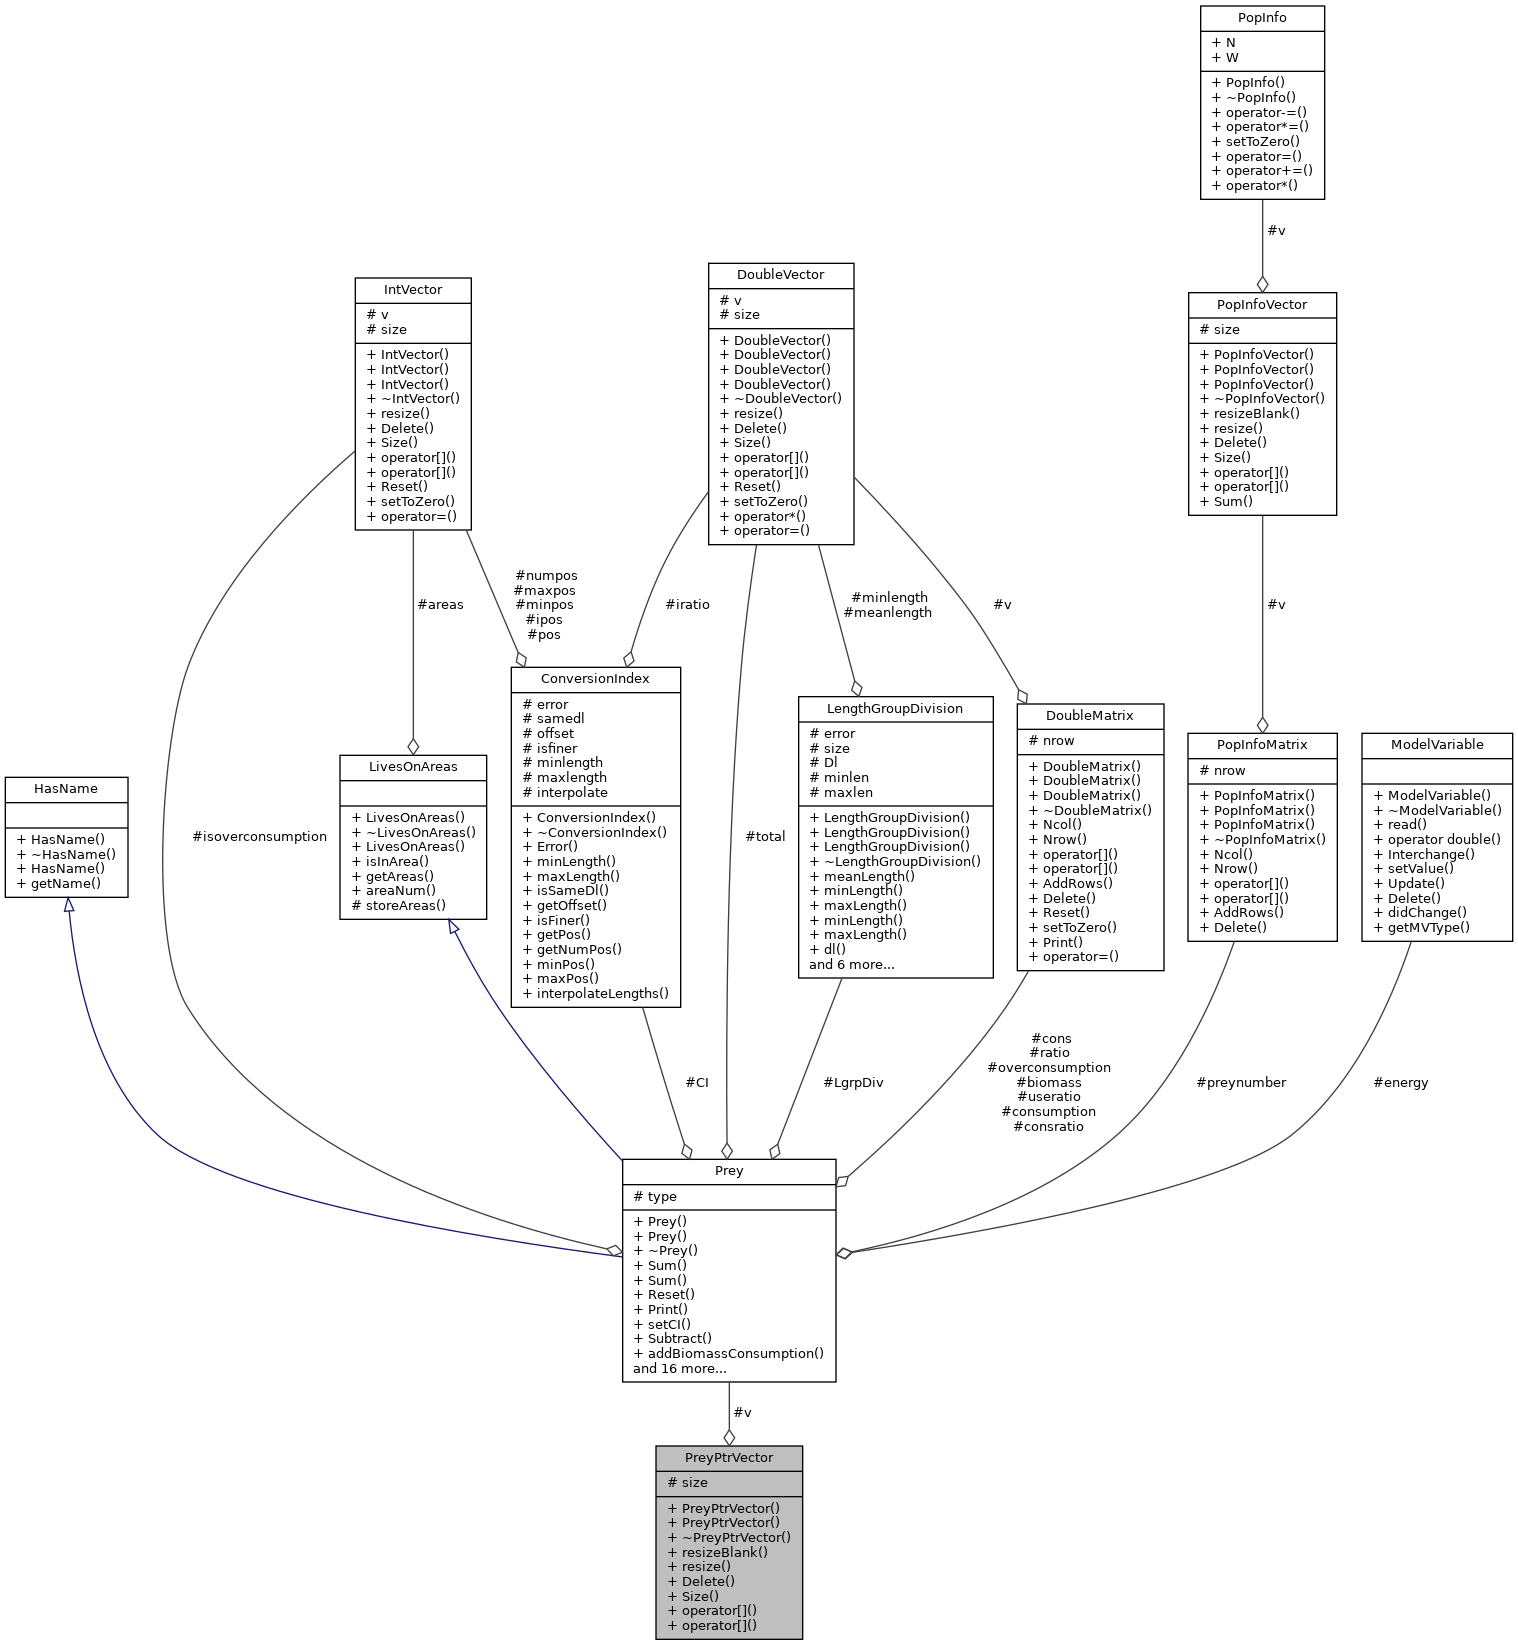 PopInfo
+ N
+ W
+ PopInfo()
+ ~PopInfo()
+ operator-=()
+ operator*=()
+ setToZero()
+ operator=()
+ operator+=()
+ operator*()
#v
IntVector
# v
# size
+ IntVector()
+ IntVector()
+ IntVector()
+ ~IntVector()
+ resize()
+ Delete()
+ Size()
+ operator[]()
+ operator[]()
+ Reset()
+ setToZero()
+ operator=()
DoubleVector
# v
# size
+ DoubleVector()
+ DoubleVector()
+ DoubleVector()
+ DoubleVector()
+ ~DoubleVector()
+ resize()
+ Delete()
+ Size()
+ operator[]()
+ operator[]()
+ Reset()
+ setToZero()
+ operator*()
+ operator=()
PopInfoVector
# size
+ PopInfoVector()
+ PopInfoVector()
+ PopInfoVector()
+ ~PopInfoVector()
+ resizeBlank()
+ resize()
+ Delete()
+ Size()
+ operator[]()
+ operator[]()
+ Sum()
#areas
#numpos
#maxpos
#minpos
#ipos
#pos
#iratio
#minlength
#meanlength
#v
#v
HasName
+ HasName()
+ ~HasName()
+ HasName()
+ getName()
#isoverconsumption
LivesOnAreas
+ LivesOnAreas()
+ ~LivesOnAreas()
+ LivesOnAreas()
+ isInArea()
+ getAreas()
+ areaNum()
# storeAreas()
ConversionIndex
# error
# samedl
# offset
# isfiner
# minlength
# maxlength
# interpolate
+ ConversionIndex()
+ ~ConversionIndex()
+ Error()
+ minLength()
+ maxLength()
+ isSameDl()
+ getOffset()
+ isFiner()
+ getPos()
+ getNumPos()
+ minPos()
+ maxPos()
+ interpolateLengths()
#total
LengthGroupDivision
# error
# size
# Dl
# minlen
# maxlen
+ LengthGroupDivision()
+ LengthGroupDivision()
+ LengthGroupDivision()
+ ~LengthGroupDivision()
+ meanLength()
+ minLength()
+ maxLength()
+ minLength()
+ maxLength()
+ dl()
and 6 more...
DoubleMatrix
# nrow
+ DoubleMatrix()
+ DoubleMatrix()
+ DoubleMatrix()
+ ~DoubleMatrix()
+ Ncol()
+ Nrow()
+ operator[]()
+ operator[]()
+ AddRows()
+ Delete()
+ Reset()
+ setToZero()
+ Print()
+ operator=()
PopInfoMatrix
# nrow
+ PopInfoMatrix()
+ PopInfoMatrix()
+ PopInfoMatrix()
+ ~PopInfoMatrix()
+ Ncol()
+ Nrow()
+ operator[]()
+ operator[]()
+ AddRows()
+ Delete()
ModelVariable
+ ModelVariable()
+ ~ModelVariable()
+ read()
+ operator double()
+ Interchange()
+ setValue()
+ Update()
+ Delete()
+ didChange()
+ getMVType()
#CI
#LgrpDiv
#cons
#ratio
#overconsumption
#biomass
#useratio
#consumption
#consratio
#preynumber
#energy
Prey
# type
+ Prey()
+ Prey()
+ ~Prey()
+ Sum()
+ Sum()
+ Reset()
+ Print()
+ setCI()
+ Subtract()
+ addBiomassConsumption()
and 16 more...
#v
PreyPtrVector
# size
+ PreyPtrVector()
+ PreyPtrVector()
+ ~PreyPtrVector()
+ resizeBlank()
+ resize()
+ Delete()
+ Size()
+ operator[]()
+ operator[]()